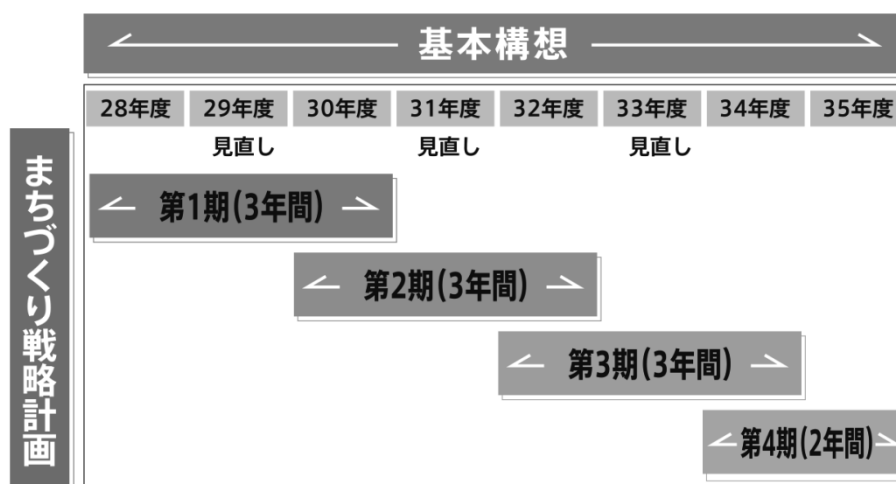 基本構想
28年度 29年度 30年度 31年度 32年度 33年度 34年度 35年度
見直し 見直し 見直し
まちづくり戦略計画
第1期(3年間)
第2期(3年間)
第3期(3年間)
第4期(2年間)